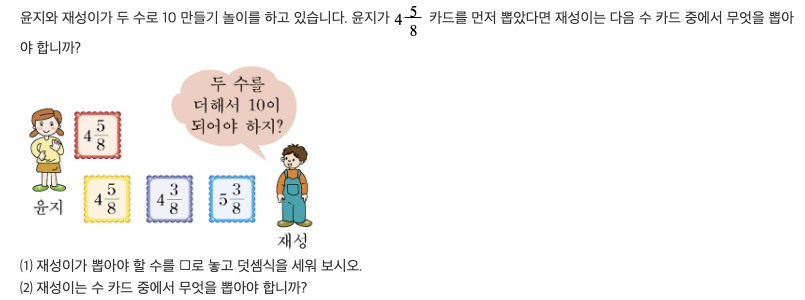 윤지와 재성이가 두 수로 10 만들기 놀이를 하고 있습니다. 윤지가 4 5/8 카드를 먼저 뽑았다면 재성이는 다음 수 카드 중에서 무엇을 뽑아
야 합니까?
두 수를
더해서 10이
되어야 하지?
4 5/8
4 5/8 4 3/8 5 3/8
윤지
재성
(1) 재성이가 뽑아야 할 수를 □로 놓고 덧셈식을 세워 보시오.
(2) 재성이는 수 카드 중에서 무엇을 뽑아야 합니까?